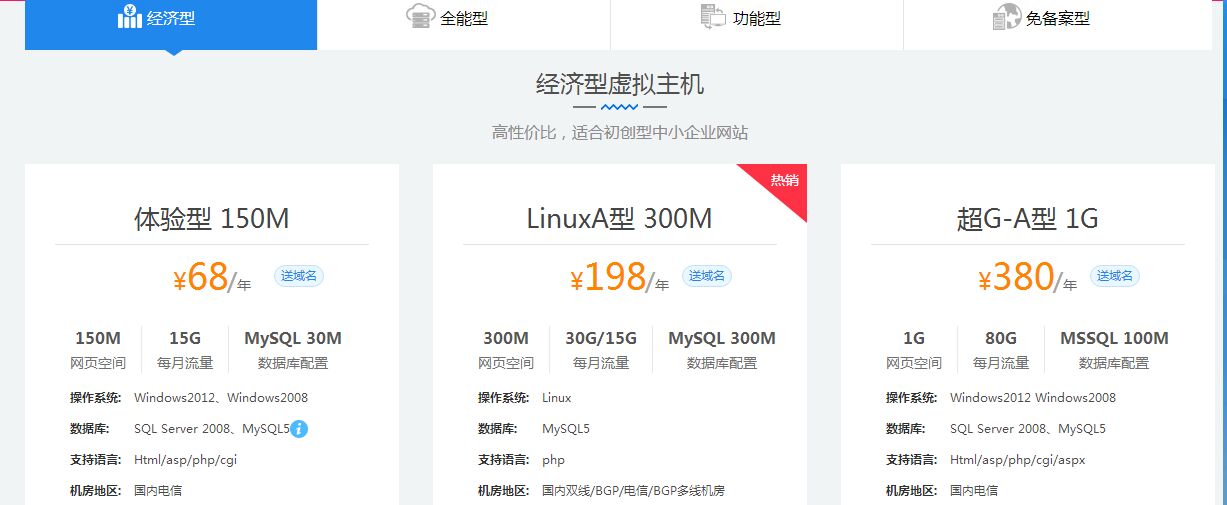 经济型 全能型 功能型 免备案型
经济型虚拟主机
高性价比，适合初创型中小企业网站
体验型 150M
¥68/年 送域名
150M 15G MySQL 30M
网页空间 每月流量 数据库配置
操作系统: Windows2012、Windows2008
数据库: SQL Server 2008、MySQL5
支持语言: Html/asp/php/cgi
机房地区: 国内电信
热销
LinuxA型 300M
¥198/年 送域名
300M 30G/15G MySQL 300M
网页空间 每月流量 数据库配置
操作系统: Linux
数据库: MySQL5
支持语言: php
机房地区: 国内双线/BGP/电信/BGP多线机房
超G-A型 1G
¥380/年 送域名
1G 80G MSSQL 100M
网页空间 每月流量 数据库配置
操作系统: Windows2012 Windows2008
数据库: SQL Server 2008、MySQL5
支持语言: Html/asp/php/cgi/aspx
机房地区: 国内电信